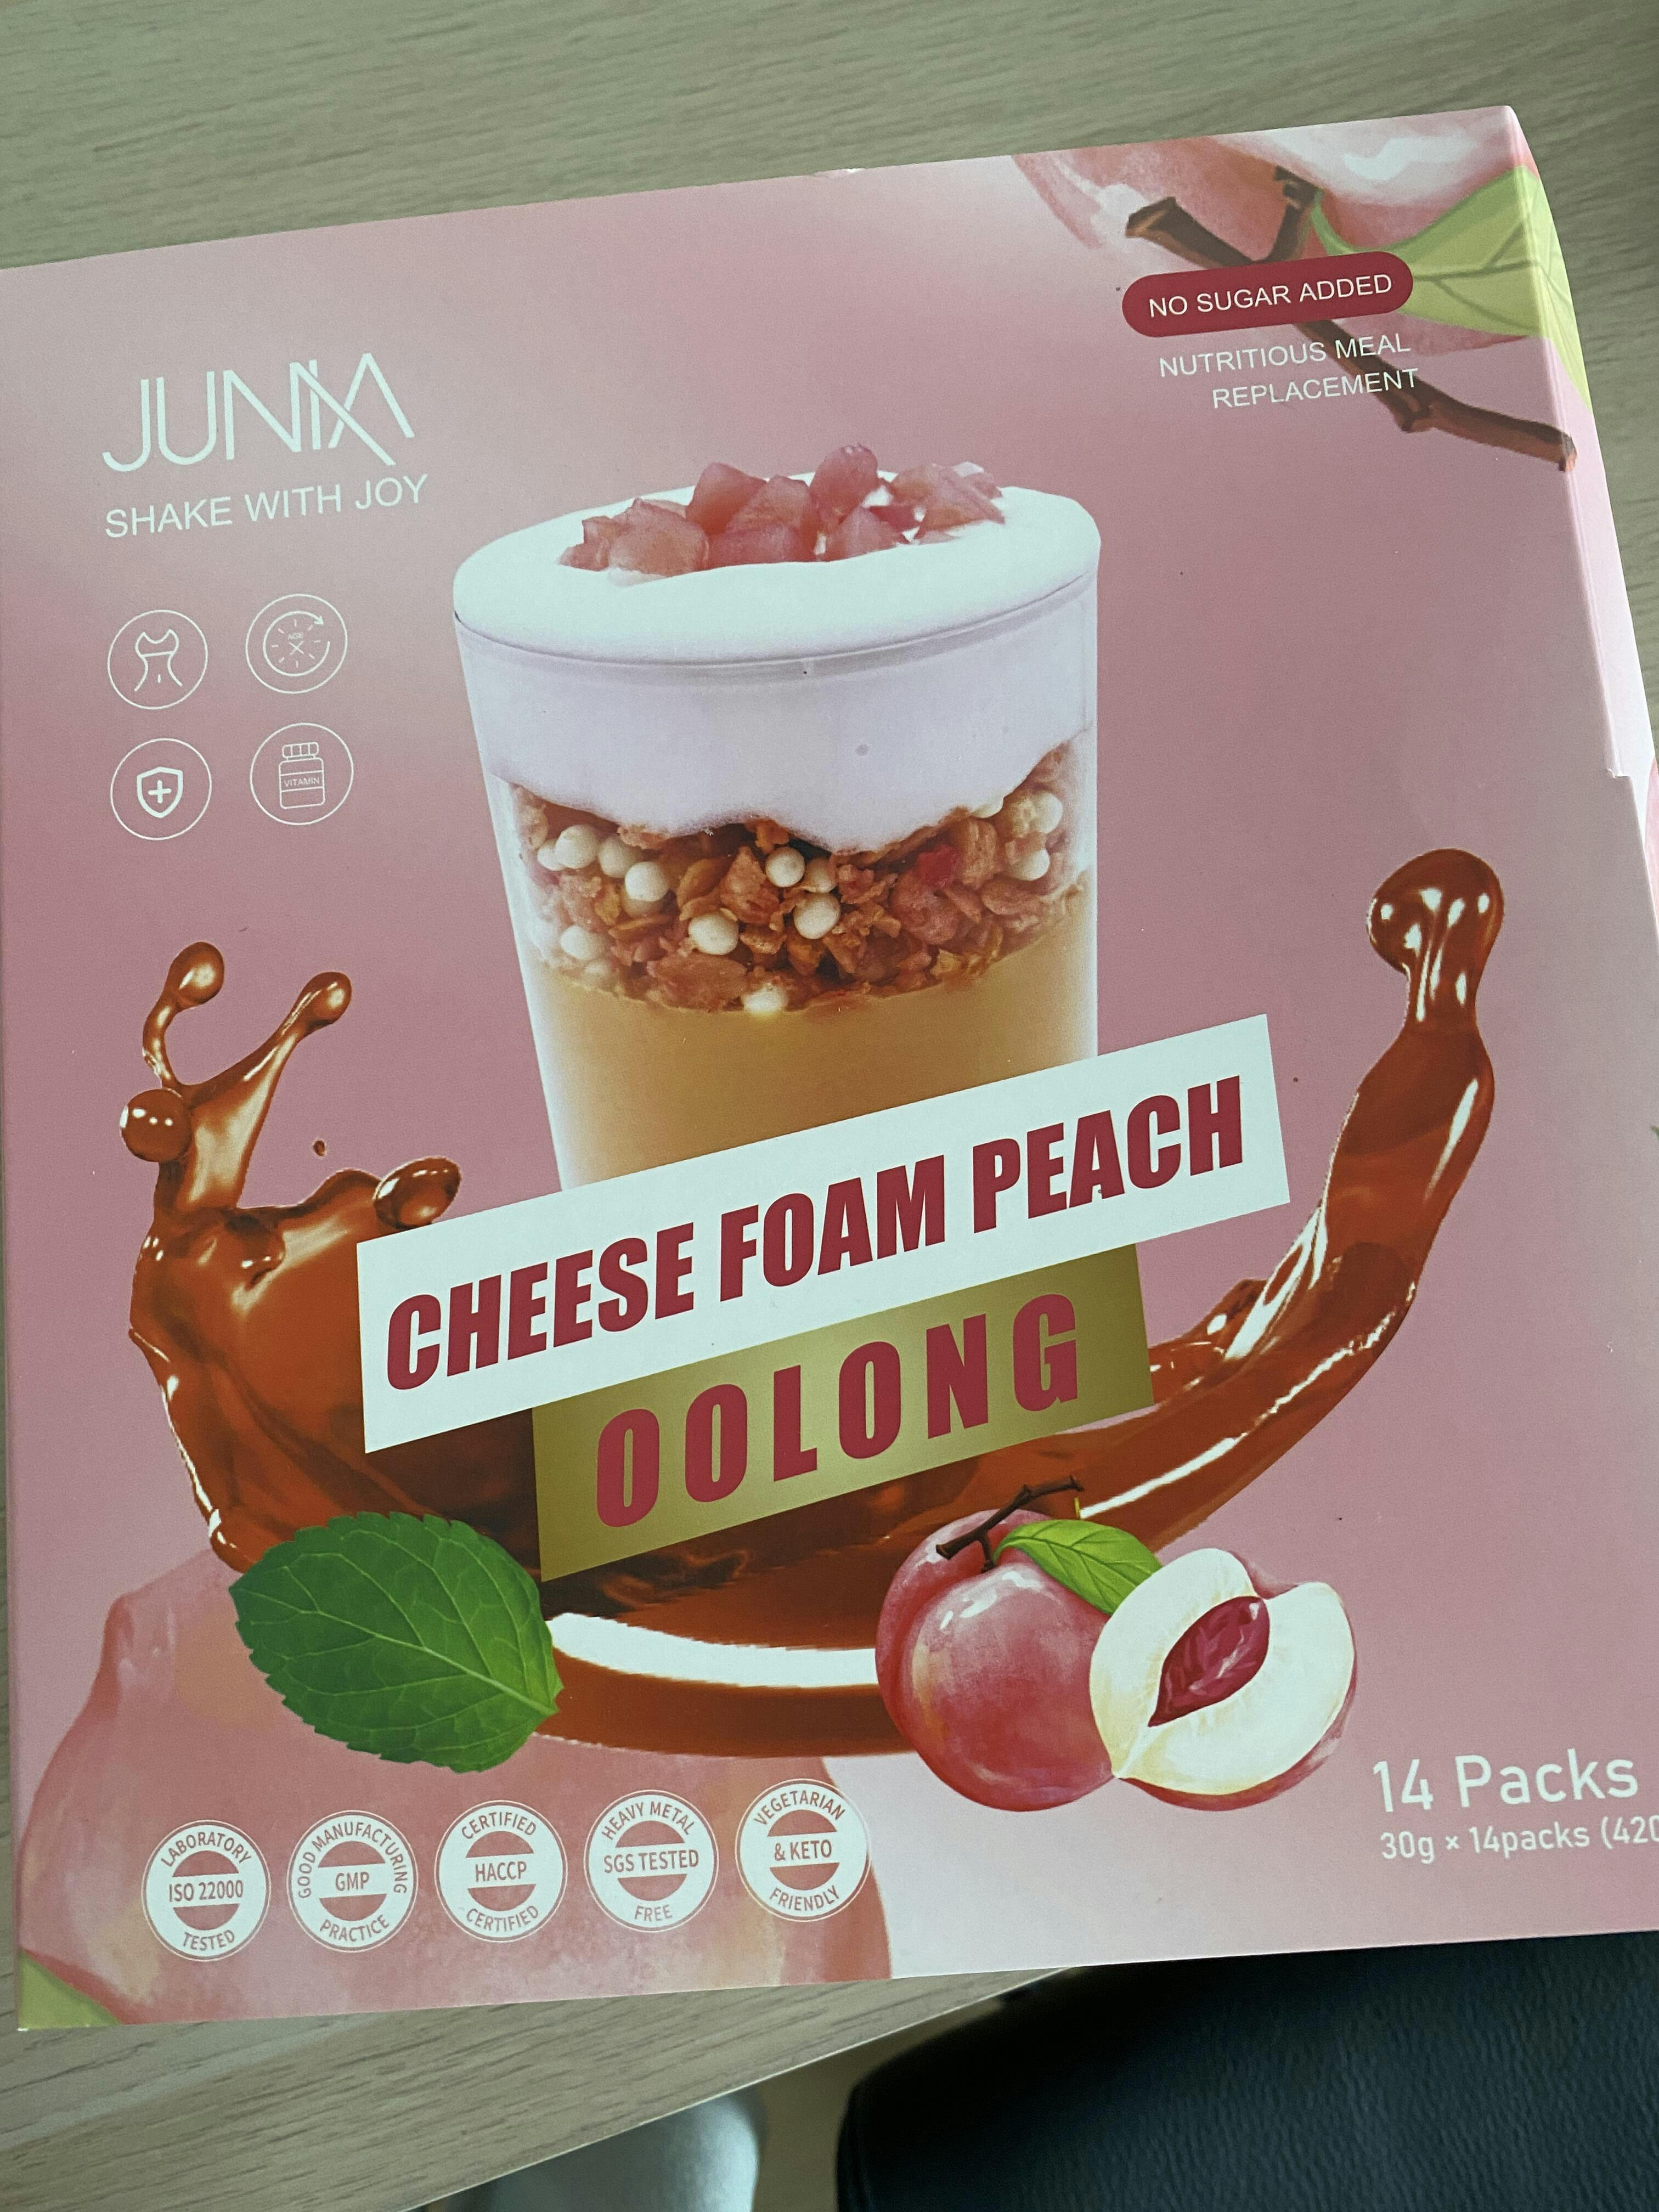 NO SUGAR ADDED
NUTRITIOUS MEAL
REPLACEMENT
JUNIA
SHAKE WITH JOY
VITAMIN
CHEESE FOAM PEACH
OOLONG
14 Packs
30g × 14packs (420
LABORATORY
ISO 22000
TESTED
GOOD MANUFACTURING
GMP
PRACTICE
CERTIFIED
HACCP
CERTIFIED
HEAVY METAL
SGS TESTED
FREE
VEGETARIAN
& KETO
FRIENDLY